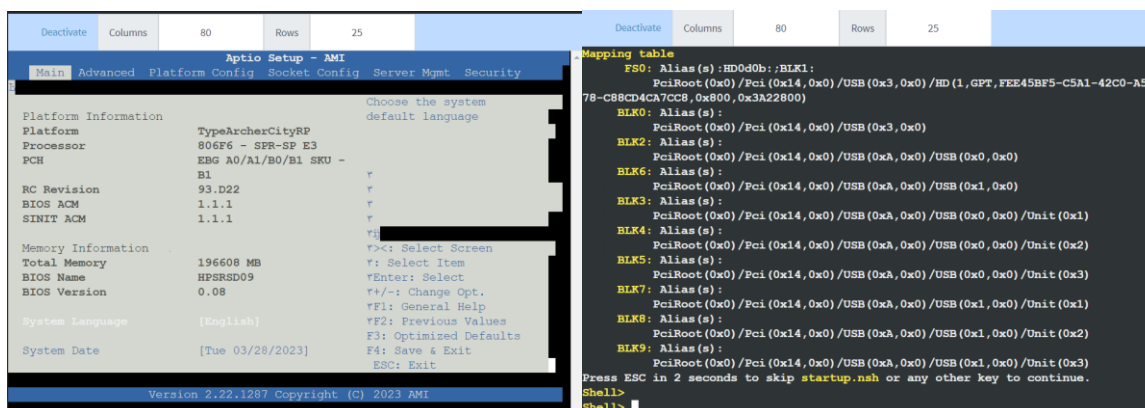 Deactivate Columns 80 Rows 25
Aptio Setup - AMI
Main Advanced Platform Config Socket Config Server Mgmt Security
Choose the system
Platform Information default language
Platform TypeArcherCityRP
Processor 806F6 - SPR-SP E3
PCH EBG A0/A1/B0/B1 SKU -
B1
RC Revision 93.D22
BIOS ACM 1.1.1
SINIT ACM 1.1.1
Memory Information ><: Select Screen
Total Memory 196608 MB : Select Item
BIOS Name HPSRSD09 Enter: Select
BIOS Version 0.08 +/-: Change Opt.
F1: General Help
System Language [English] F2: Previous Values
F3: Optimized Defaults
System Date [Tue 03/28/2023] F4: Save & Exit
ESC: Exit
Version 2.22.1287 Copyright (C) 2023 AMI
Deactivate Columns 80 Rows 25
Mapping table
FS0: Alias(s):HD0d0b:;BLK1:
PciRoot(0x0)/Pci(0x14,0x0)/USB(0x3,0x0)/HD(1,GPT,FEE45BF5-C5A1-42C0-A5
78-C88CD4CA7CC8,0x800,0x3A22800)
BLK0: Alias(s):
PciRoot(0x0)/Pci(0x14,0x0)/USB(0x3,0x0)
BLK2: Alias(s):
PciRoot(0x0)/Pci(0x14,0x0)/USB(0xA,0x0)/USB(0x0,0x0)
BLK6: Alias(s):
PciRoot(0x0)/Pci(0x14,0x0)/USB(0xA,0x0)/USB(0x1,0x0)
BLK3: Alias(s):
PciRoot(0x0)/Pci(0x14,0x0)/USB(0xA,0x0)/USB(0x0,0x0)/Unit(0x1)
BLK4: Alias(s):
PciRoot(0x0)/Pci(0x14,0x0)/USB(0xA,0x0)/USB(0x0,0x0)/Unit(0x2)
BLK5: Alias(s):
PciRoot(0x0)/Pci(0x14,0x0)/USB(0xA,0x0)/USB(0x0,0x0)/Unit(0x3)
BLK7: Alias(s):
PciRoot(0x0)/Pci(0x14,0x0)/USB(0xA,0x0)/USB(0x1,0x0)/Unit(0x1)
BLK8: Alias(s):
PciRoot(0x0)/Pci(0x14,0x0)/USB(0xA,0x0)/USB(0x1,0x0)/Unit(0x2)
BLK9: Alias(s):
PciRoot(0x0)/Pci(0x14,0x0)/USB(0xA,0x0)/USB(0x1,0x0)/Unit(0x3)
Press ESC in 2 seconds to skip startup.nsh or any other key to continue.
Shell>
Shell>